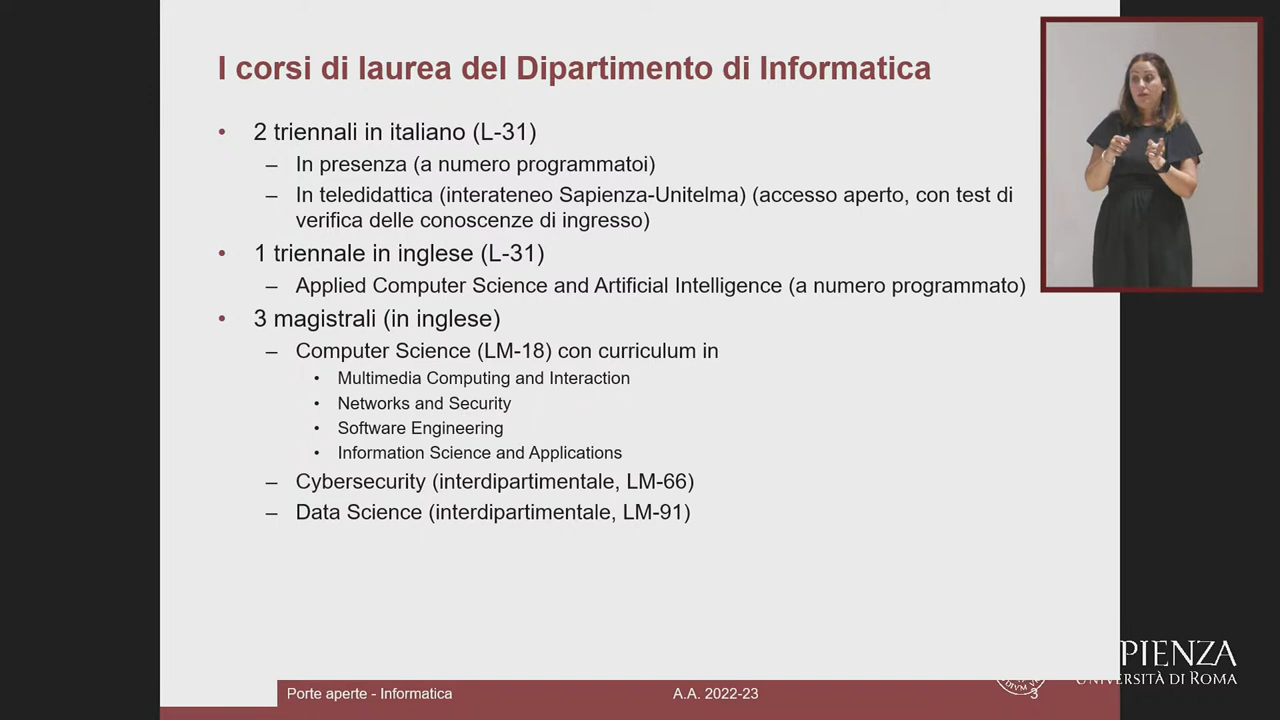 I corsi di laurea del Dipartimento di Informatica
• 2 triennali in italiano (L-31)
– In presenza (a numero programmatoi)
– In teledidattica (interateneo Sapienza-Unitelma) (accesso aperto, con test di
verifica delle conoscenze di ingresso)
• 1 triennale in inglese (L-31)
– Applied Computer Science and Artificial Intelligence (a numero programmato)
• 3 magistrali (in inglese)
– Computer Science (LM-18) con curriculum in
• Multimedia Computing and Interaction
• Networks and Security
• Software Engineering
• Information Science and Applications
– Cybersecurity (interdipartimentale, LM-66)
– Data Science (interdipartimentale, LM-91)
PIENZA
UNIVERSITÀ DI ROMA
Porte aperte - Informatica A.A. 2022-23 3